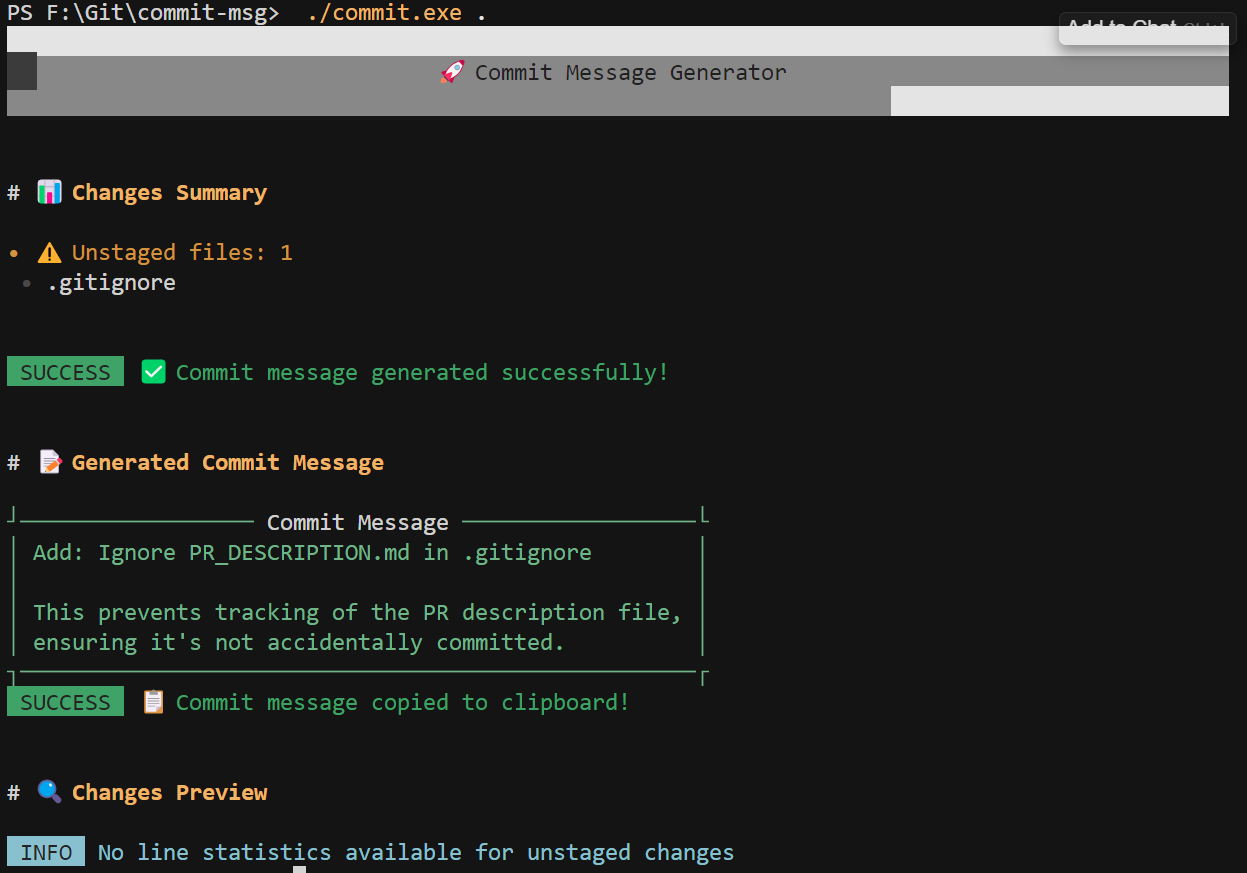 PS F:\Git\commit-msg> ./commit.exe .
Add to Chat
🚀 Commit Message Generator
# 📊 Changes Summary
• ⚠️ Unstaged files: 1
• .gitignore
SUCCESS ✅ Commit message generated successfully!
# 📝 Generated Commit Message
Commit Message
Add: Ignore PR_DESCRIPTION.md in .gitignore
This prevents tracking of the PR description file,
ensuring it's not accidentally committed.
SUCCESS 📋 Commit message copied to clipboard!
# 🔍 Changes Preview
INFO No line statistics available for unstaged changes